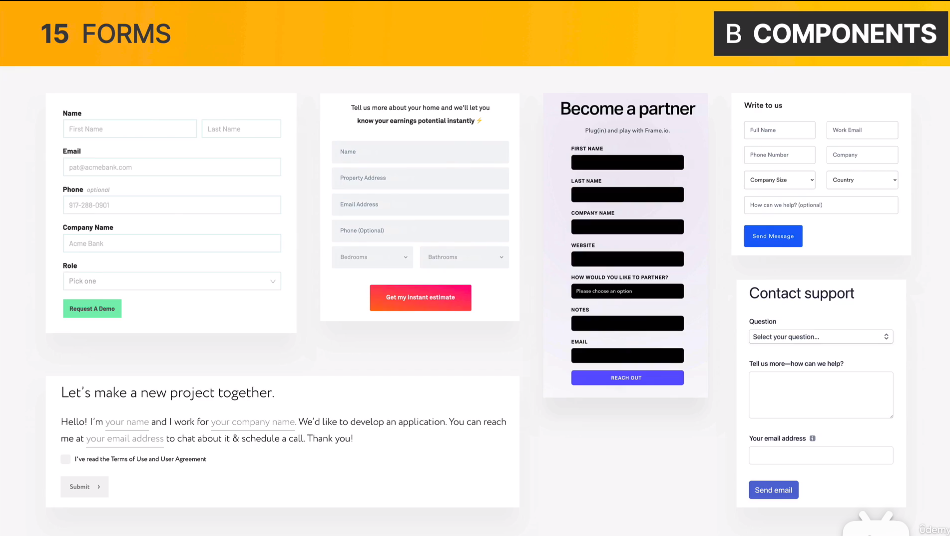 15 FORMS
B COMPONENTS
Name
First Name
Last Name
Email
pat@acmebank.com
Phone optional
917-288-0901
Company Name
Acme Bank
Role
Pick one
Request A Demo
Tell us more about your home and we'll let you
know your earnings potential instantly ⚡
Name
Property Address
Email Address
Phone (Optional)
Bedrooms
Bathrooms
Get my instant estimate
Become a partner
Plug(in) and play with Frame.io.
FIRST NAME
LAST NAME
COMPANY NAME
WEBSITE
HOW WOULD YOU LIKE TO PARTNER?
Please choose an option
NOTES
EMAIL
REACH OUT
Write to us
Full Name
Work Email
Phone Number
Company
Company Size
Country
How can we help? (optional)
Send Message
Contact support
Question
Select your question...
Tell us more—how can we help?
Your email address
Send email
Let's make a new project together.
Hello! I'm your name and I work for your company name. We'd like to develop an application. You can reach
me at your email address to chat about it & schedule a call. Thank you!
I've read the Terms of Use and User Agreement
Submit
Udemy